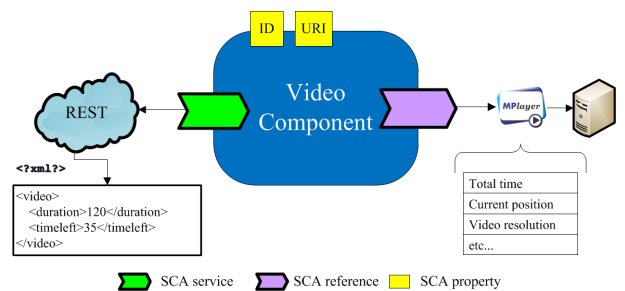 ID
URI
REST
Video
Component
MPlayer
<?xml?>
<video>
<duration>120</duration>
<timeleft>35</timeleft>
</video>
Total time
Current position
Video resolution
etc...
SCA service
SCA reference
SCA property